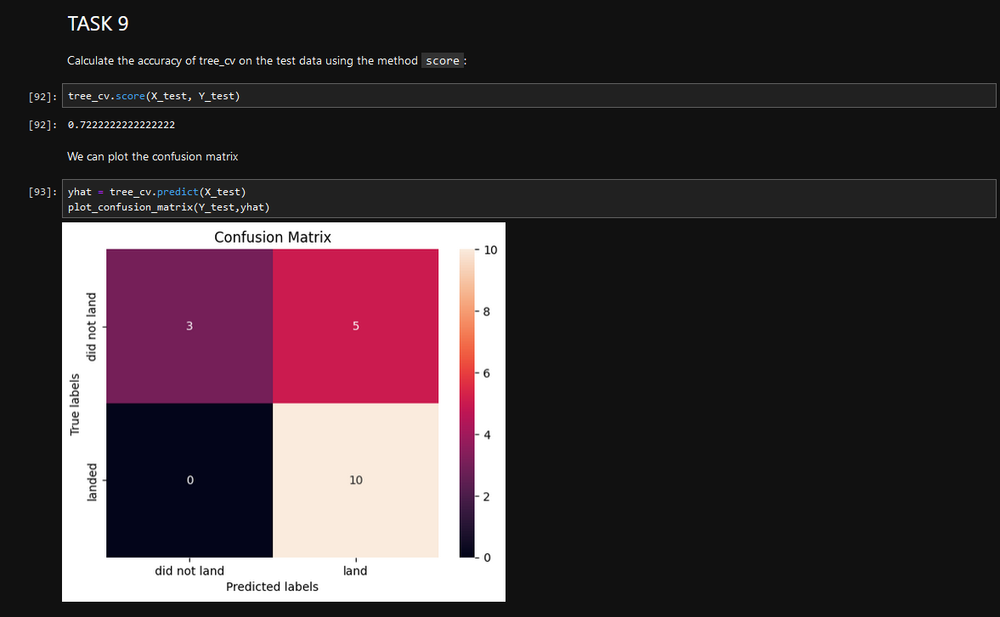 TASK 9
Calculate the accuracy of tree_cv on the test data using the method score:
[92]: tree_cv.score(X_test, Y_test)
[92]: 0.7222222222222222
We can plot the confusion matrix
[93]: yhat = tree_cv.predict(X_test)
plot_confusion_matrix(Y_test,yhat)
Confusion Matrix
True labels
did not land
landed
3
5
0
10
did not land
land
Predicted labels
10
8
6
4
2
0